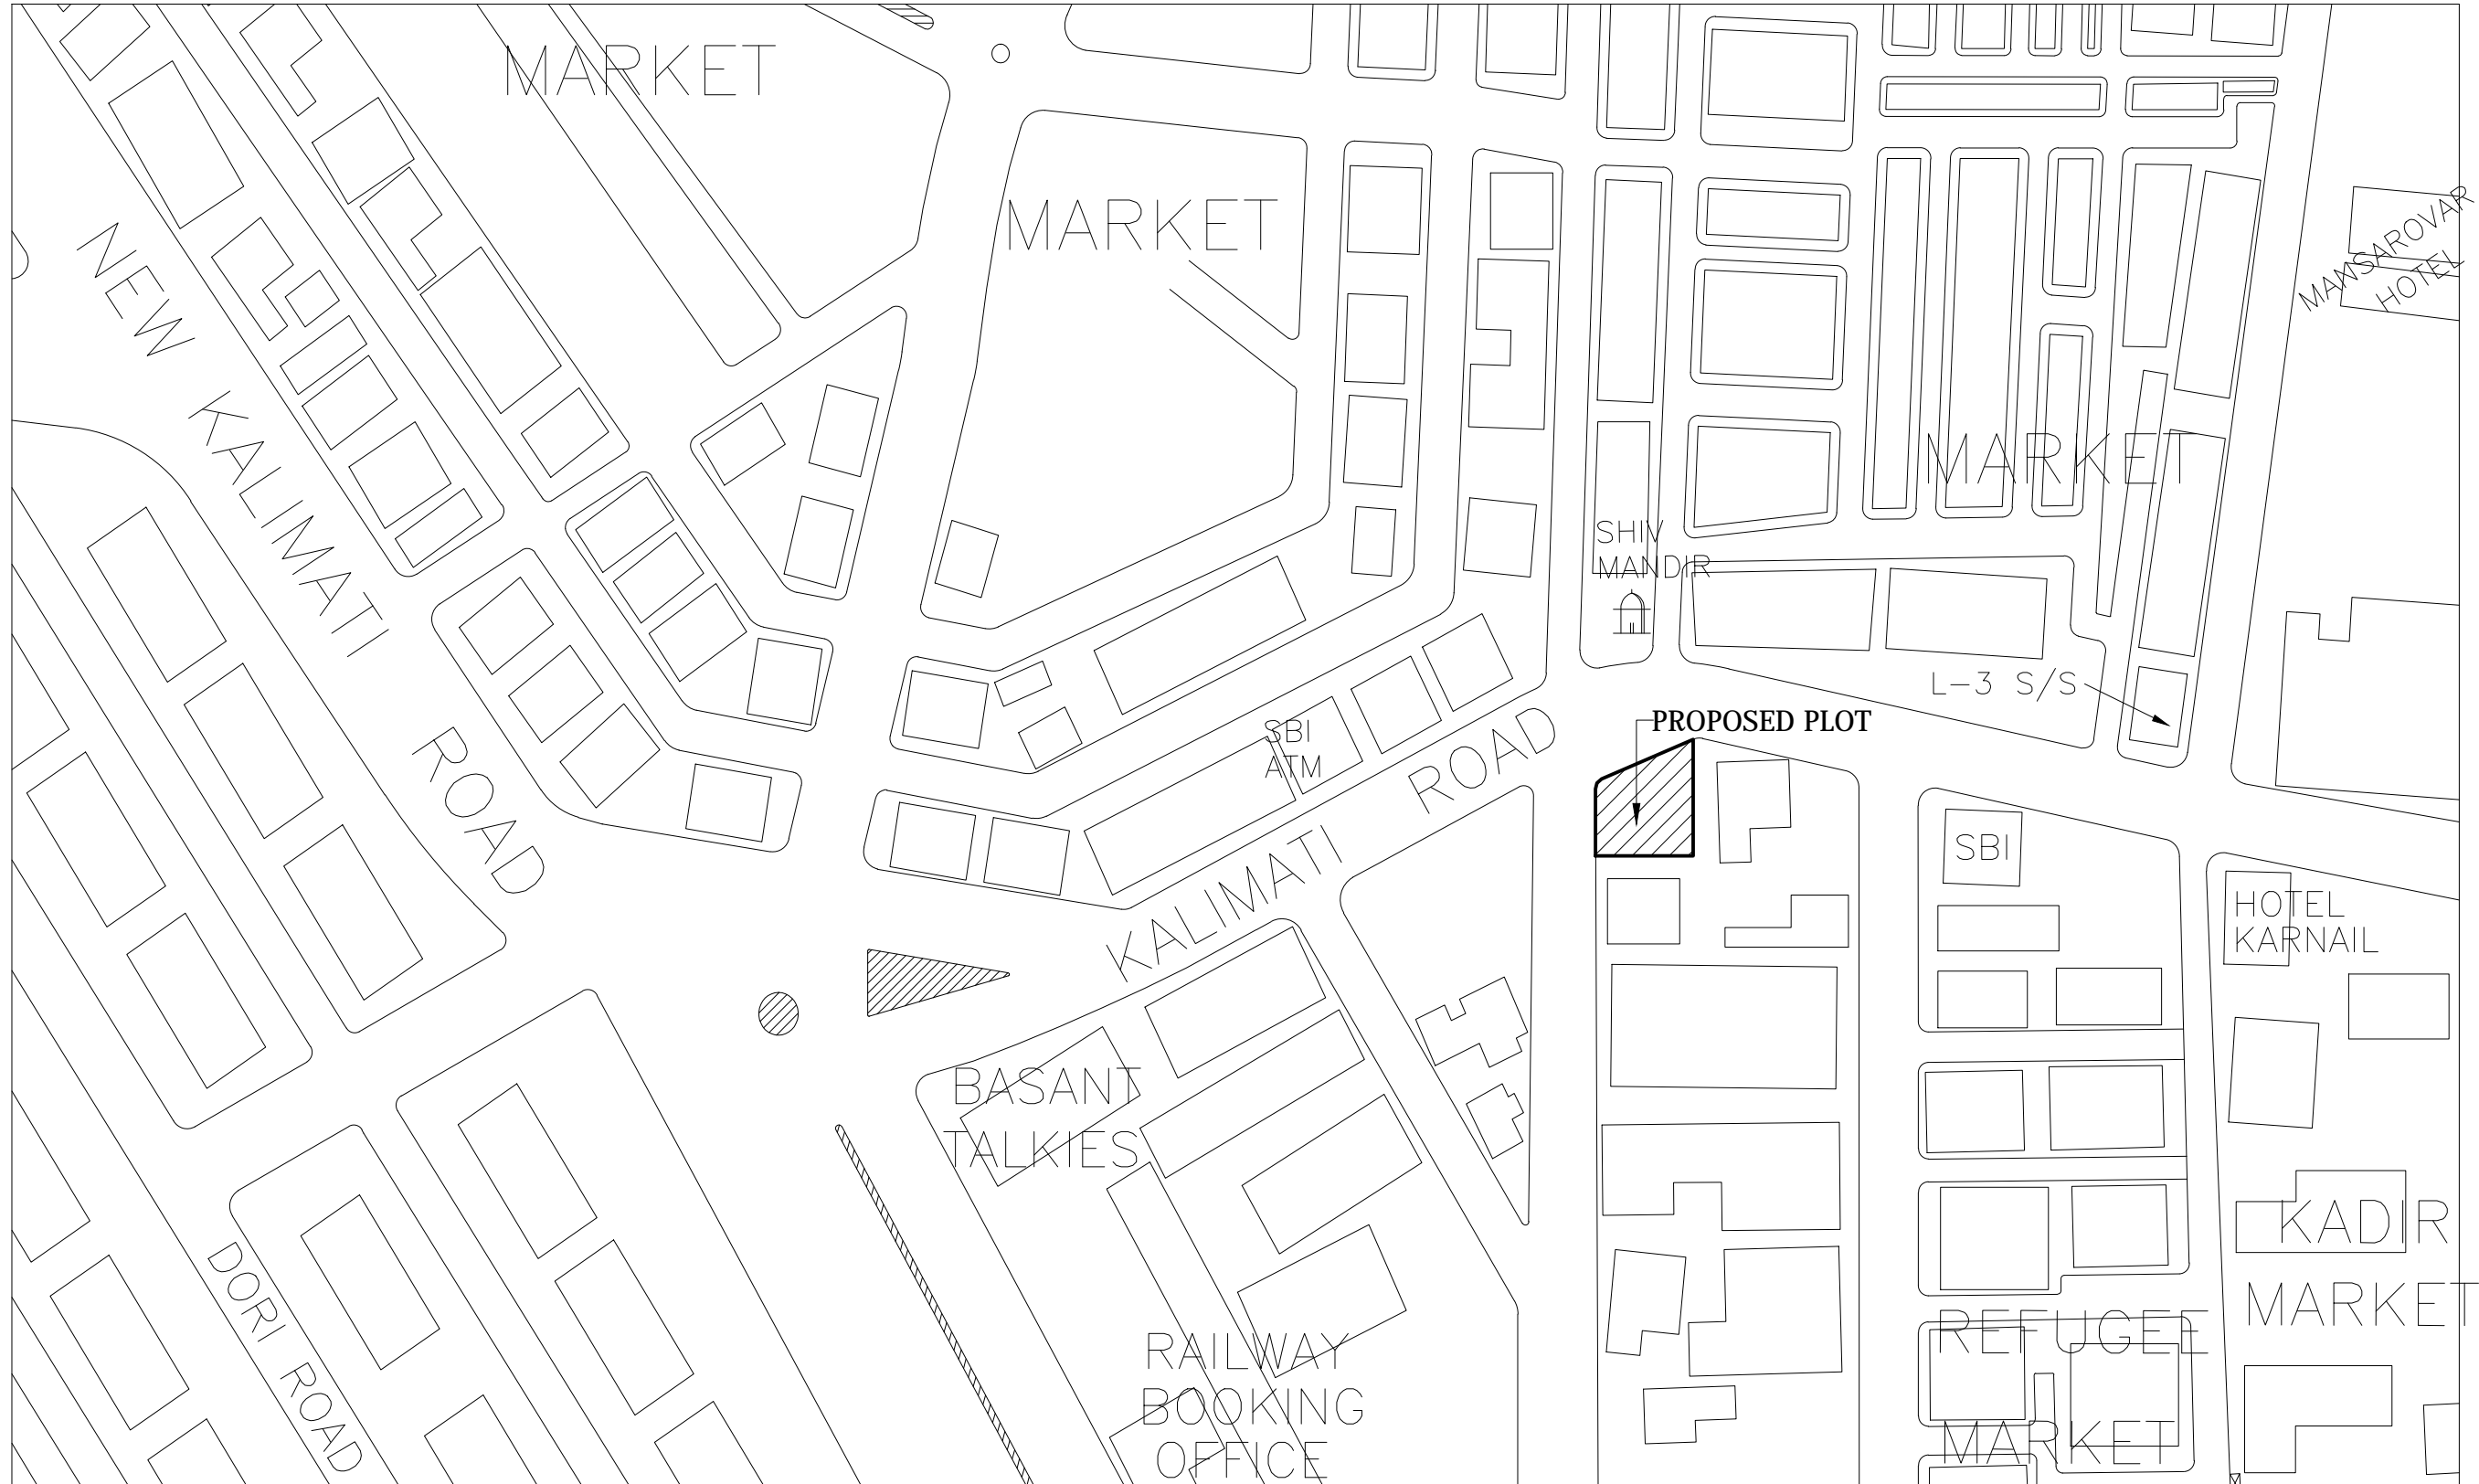 MARKET
MARKET
MANSAROVAR
HOTEL
NEW KALIMATI ROAD
MARKET
SHIV
MANDIR
L-3 S/S
PROPOSED PLOT
SBI
ATM
KALIMATI ROAD
SBI
HOTEL
KARNAIL
BASANT
TALKIES
KADIR
MARKET
DORI ROAD
RAILWAY
BOOKING
OFFICE
REFUGEE
MARKET